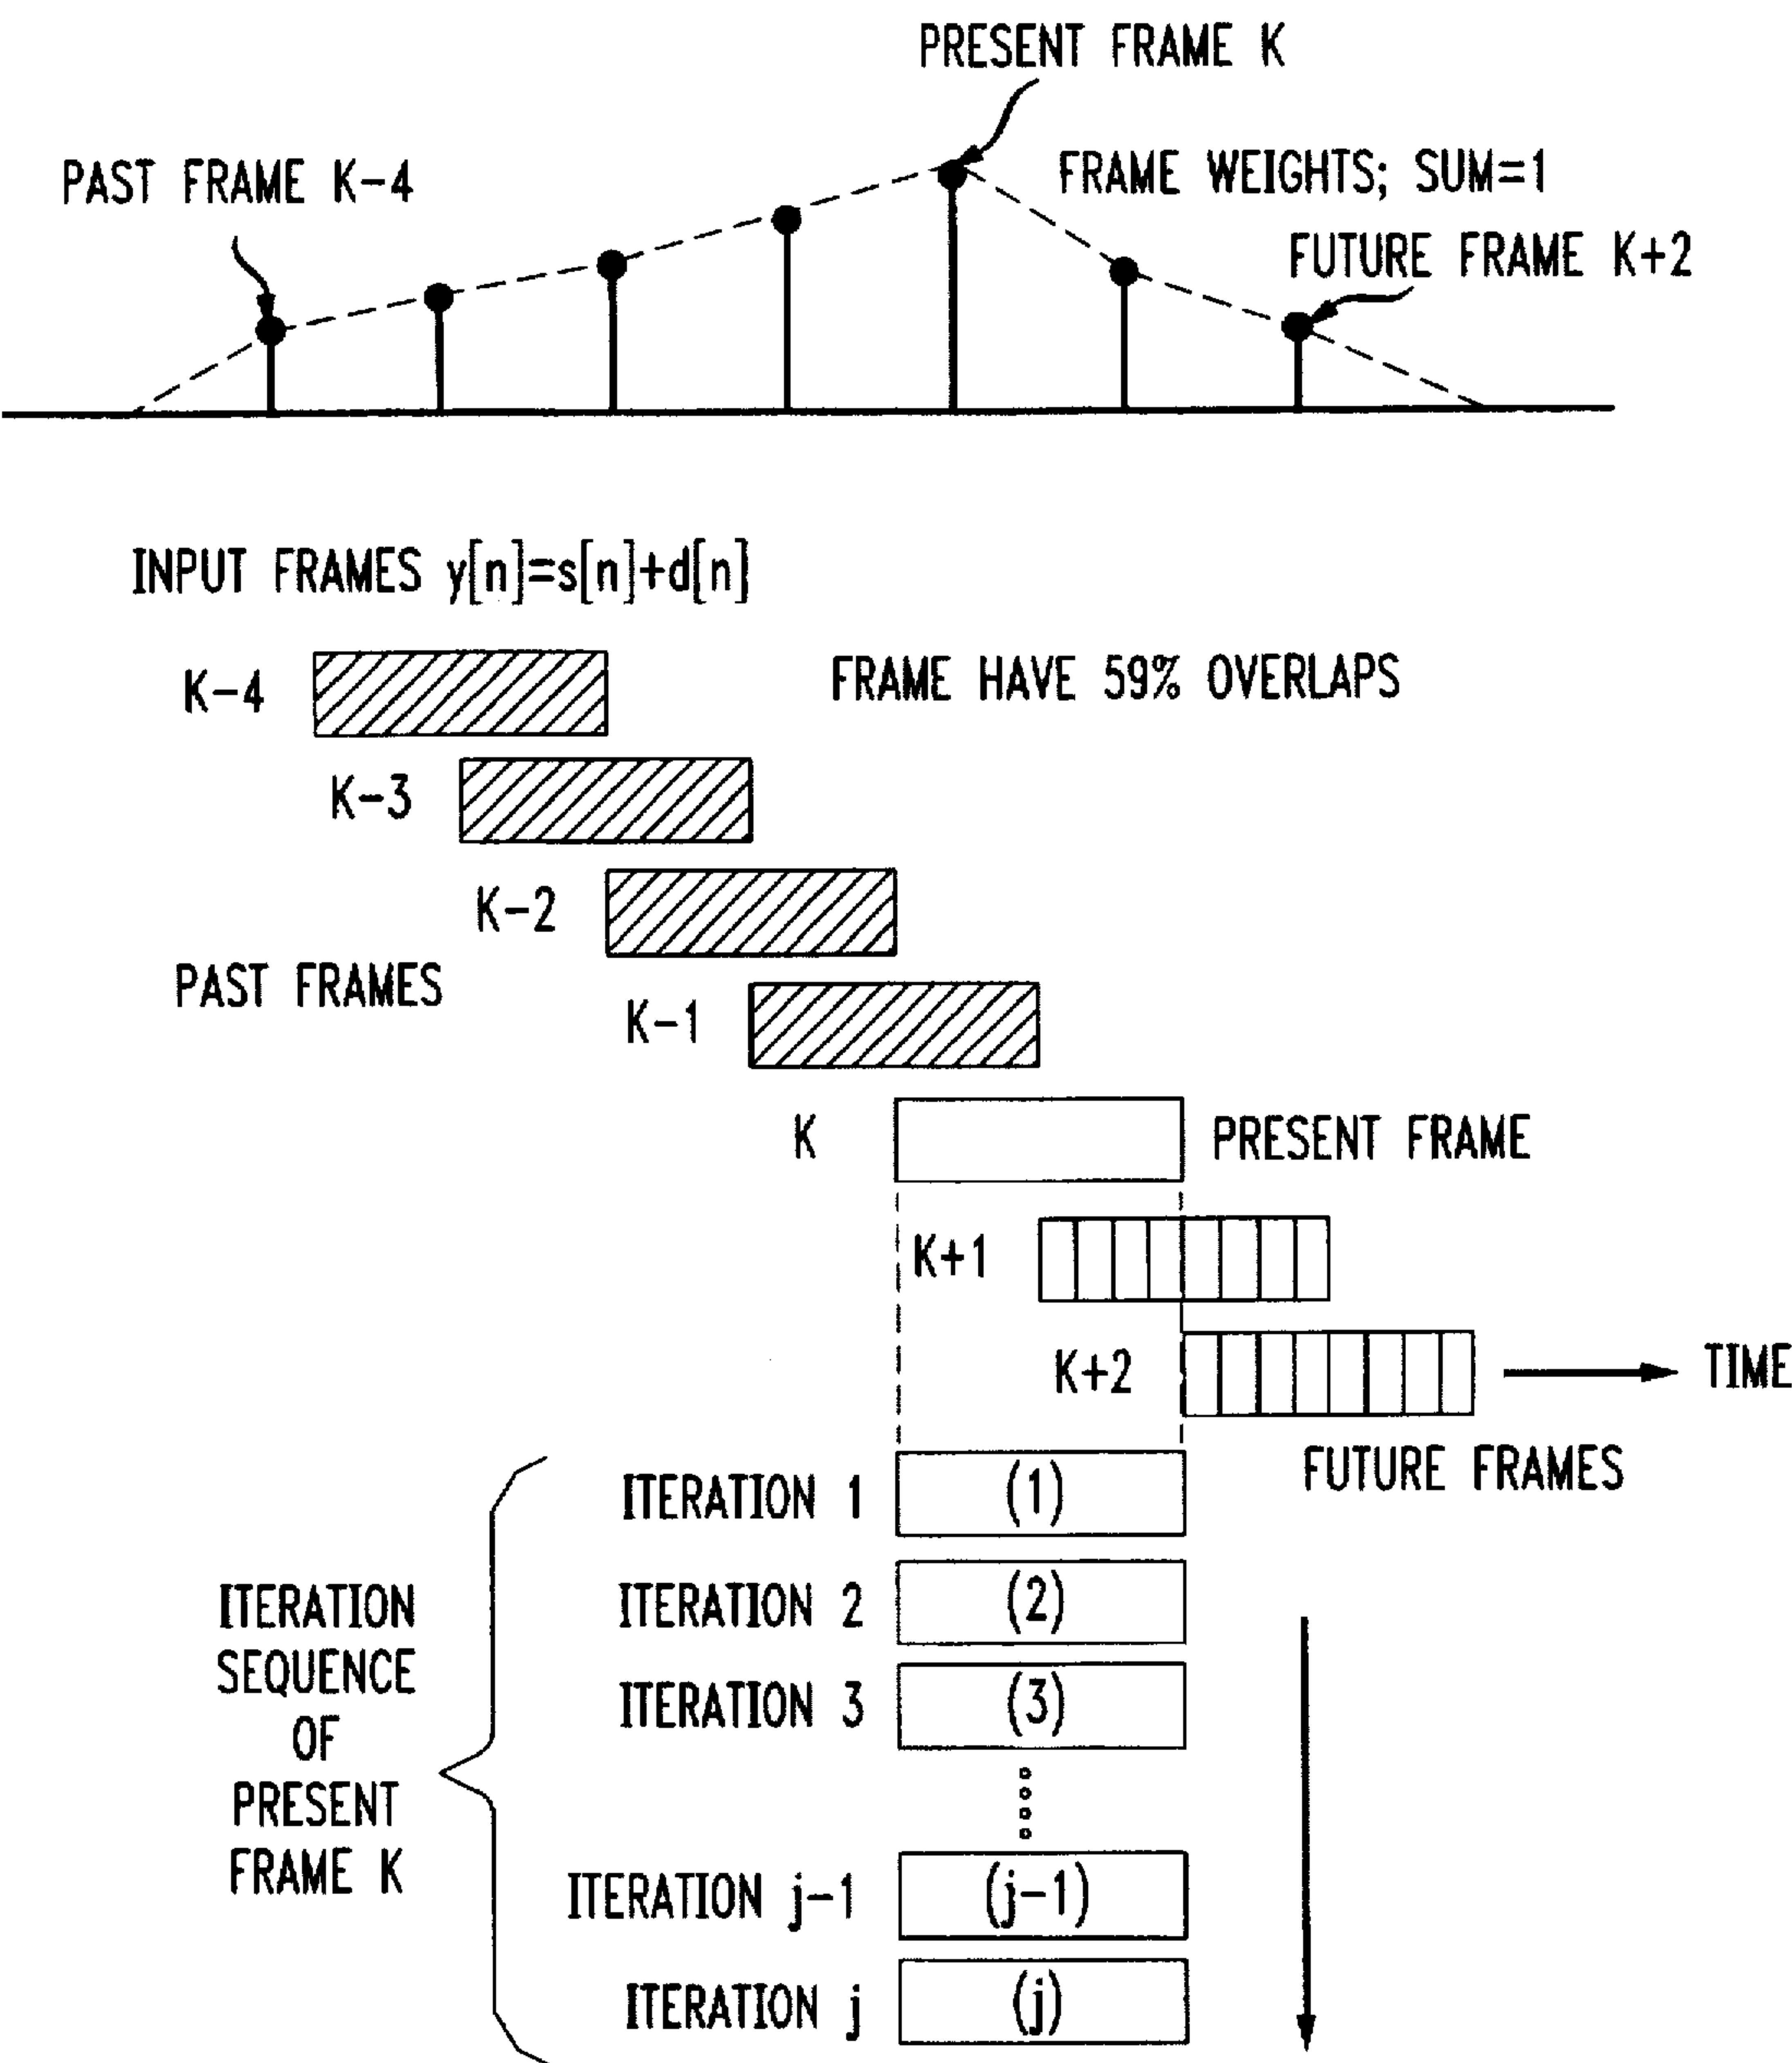 PRESENT FRAME K
PAST FRAME K-4
FRAME WEIGHTS; SUM=1
FUTURE FRAME K+2
INPUT FRAMES y[n]=s[n]+d[n]
K-4
FRAME HAVE 59% OVERLAPS
K-3
K-2
PAST FRAMES
K-1
K
PRESENT FRAME
K+1
K+2
TIME
FUTURE FRAMES
ITERATION 1
(1)
ITERATION 2
(2)
ITERATION 3
(3)
ITERATION
SEQUENCE
OF
PRESENT
FRAME K
ITERATION j-1
(j-1)
ITERATION j
(j)